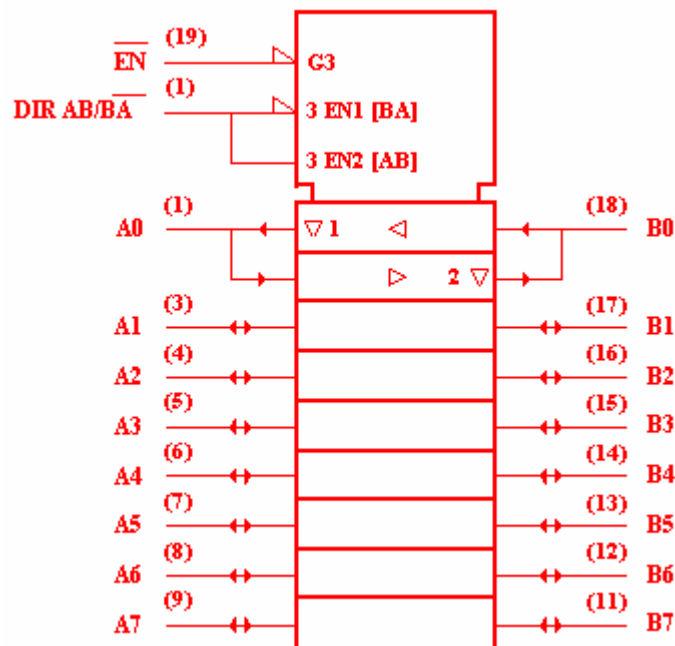 (19)
E̅N̅ G3
(1)
DIR AB/B̅A̅ 3 EN1 [BA]
3 EN2 [AB]
(1) (18)
A0 1 B0
2
(3) (17)
A1 B1
(4) (16)
A2 B2
(5) (15)
A3 B3
(6) (14)
A4 B4
(7) (13)
A5 B5
(8) (12)
A6 B6
(9) (11)
A7 B7